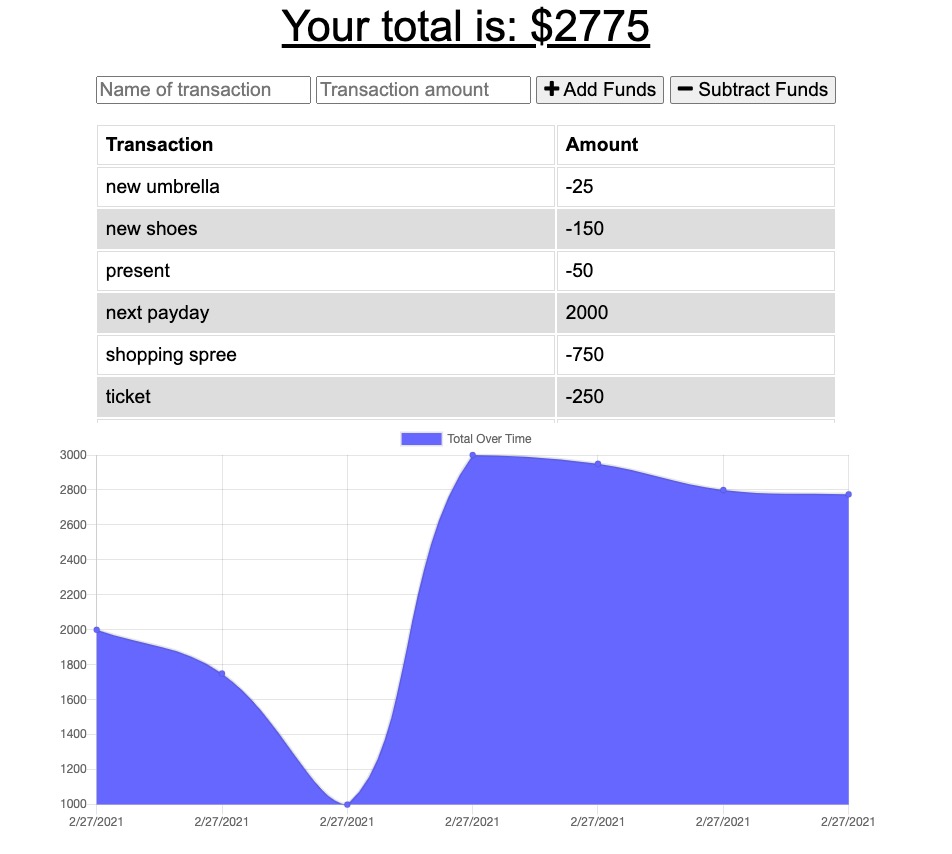 Your total is: $2775
Name of transaction Transaction amount + Add Funds − Subtract Funds
Transaction Amount
new umbrella -25
new shoes -150
present -50
next payday 2000
shopping spree -750
ticket -250
Total Over Time
3000
2800
2600
2400
2200
2000
1800
1600
1400
1200
1000
2/27/2021 2/27/2021 2/27/2021 2/27/2021 2/27/2021 2/27/2021 2/27/2021